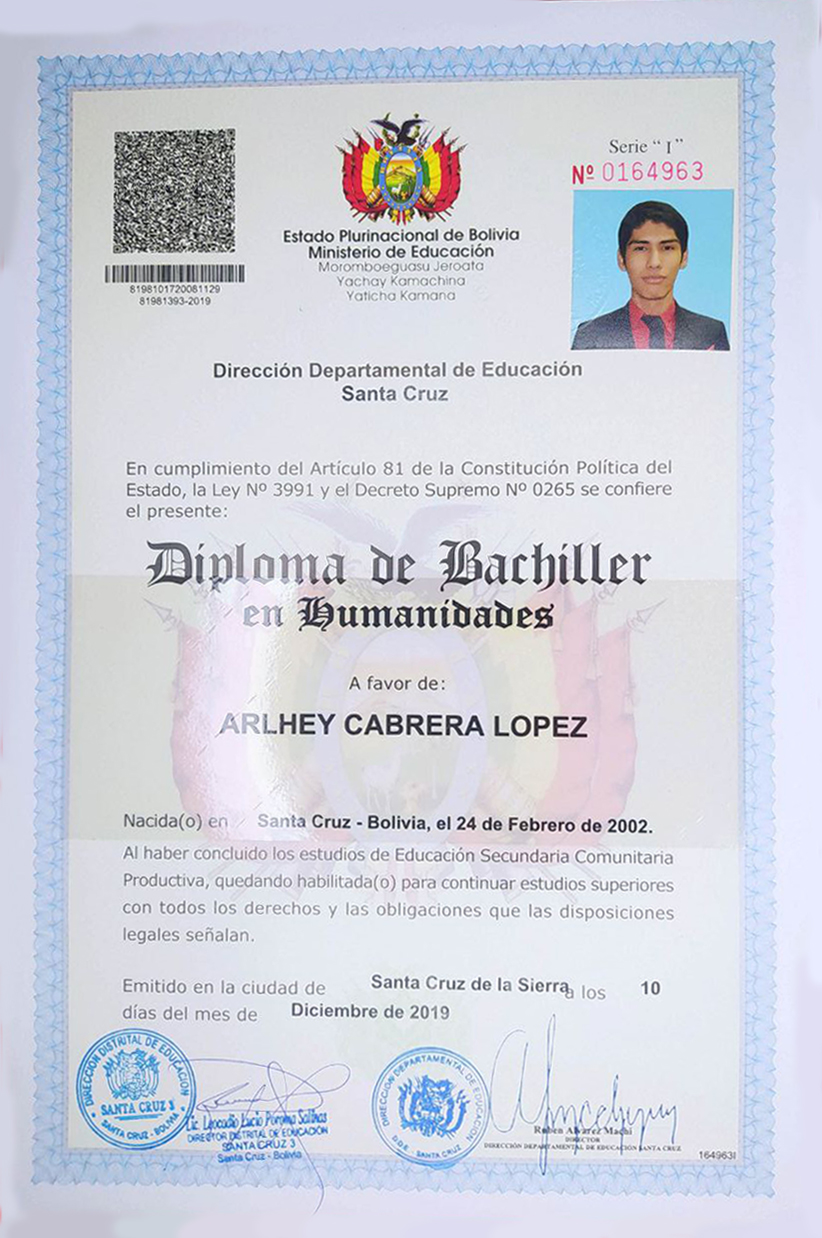 Serie “ I ”
Nº 0164963
8198101720081129
81981393-2019
Estado Plurinacional de Bolivia
Ministerio de Educación
Moromboeguasu Jeroata
Yachay Kamachina
Yaticha Kamana
Dirección Departamental de Educación
Santa Cruz
En cumplimiento del Artículo 81 de la Constitución Política del
Estado, la Ley Nº 3991 y el Decreto Supremo Nº 0265 se confiere
el presente:
Diploma de Bachiller
en Humanidades
A favor de:
ARLHEY CABRERA LOPEZ
Nacida(o) en Santa Cruz - Bolivia, el 24 de Febrero de 2002.
Al haber concluido los estudios de Educación Secundaria Comunitaria
Productiva, quedando habilitada(o) para continuar estudios superiores
con todos los derechos y las obligaciones que las disposiciones
legales señalan.
Emitido en la ciudad de Santa Cruz de la Sierra a los 10
días del mes de Diciembre de 2019
DIRECCIÓN DISTRITAL DE EDUCACIÓN
SANTA CRUZ 3
SANTA CRUZ - BOLIVIA
Lic. Leocadio Lucio Salinas
DIRECTOR DISTRITAL DE EDUCACIÓN
SANTA CRUZ 3
Santa Cruz - Bolivia
DIRECCIÓN DEPARTAMENTAL DE EDUCACIÓN
D.D.E. - SANTA CRUZ
Ruben Alvarez Machi
DIRECTOR
DIRECCIÓN DEPARTAMENTAL DE EDUCACIÓN SANTA CRUZ
164963I